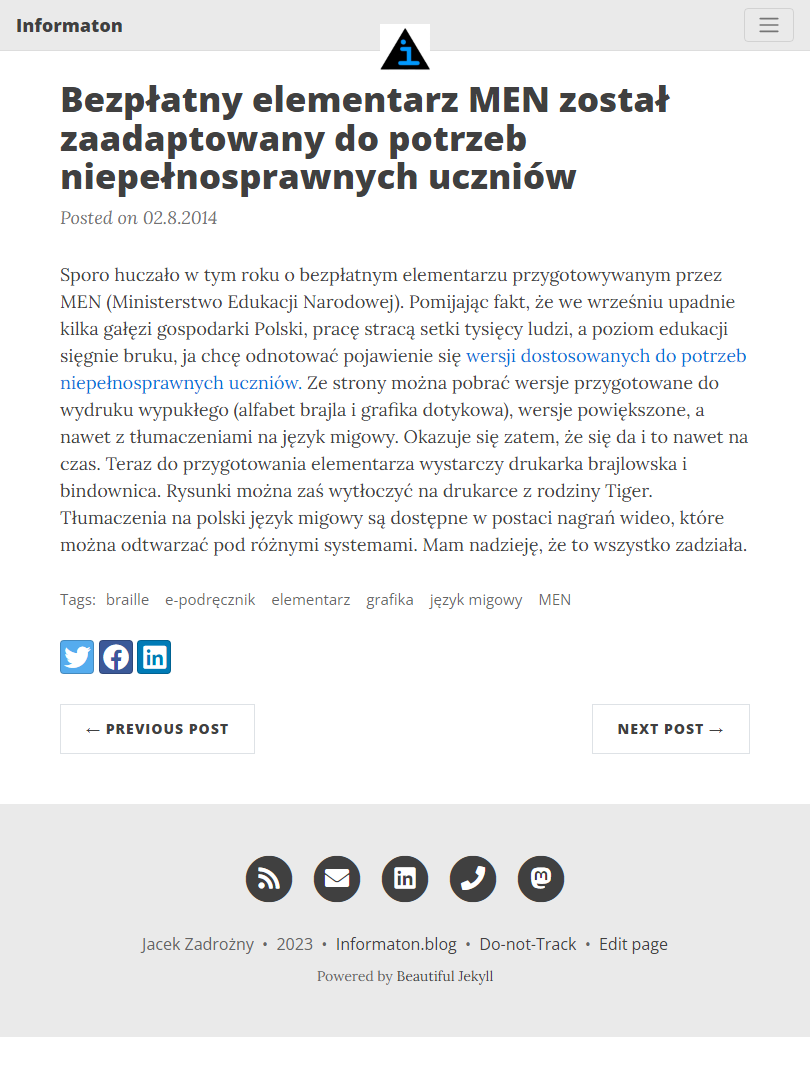 Informaton
i
Bezpłatny elementarz MEN został
zaadaptowany do potrzeb
niepełnosprawnych uczniów
Posted on 02.8.2014
Sporo huczało w tym roku o bezpłatnym elementarzu przygotowywanym przez
MEN (Ministerstwo Edukacji Narodowej). Pomijając fakt, że we wrześniu upadnie
kilka gałęzi gospodarki Polski, pracę stracą setki tysięcy ludzi, a poziom edukacji
sięgnie bruku, ja chcę odnotować pojawienie się wersji dostosowanych do potrzeb
niepełnosprawnych uczniów. Ze strony można pobrać wersje przygotowane do
wydruku wypukłego (alfabet brajla i grafika dotykowa), wersje powiększone, a
nawet z tłumaczeniami na język migowy. Okazuje się zatem, że się da i to nawet na
czas. Teraz do przygotowania elementarza wystarczy drukarka brajlowska i
bindownica. Rysunki można zaś wytłoczyć na drukarce z rodziny Tiger.
Tłumaczenia na polski język migowy są dostępne w postaci nagrań wideo, które
można odtwarzać pod różnymi systemami. Mam nadzieję, że to wszystko zadziała.
Tags: braille e-podręcznik elementarz grafika język migowy MEN
← PREVIOUS POST
NEXT POST →
Jacek Zadrożny • 2023 • Informaton.blog • Do-not-Track • Edit page
Powered by Beautiful Jekyll